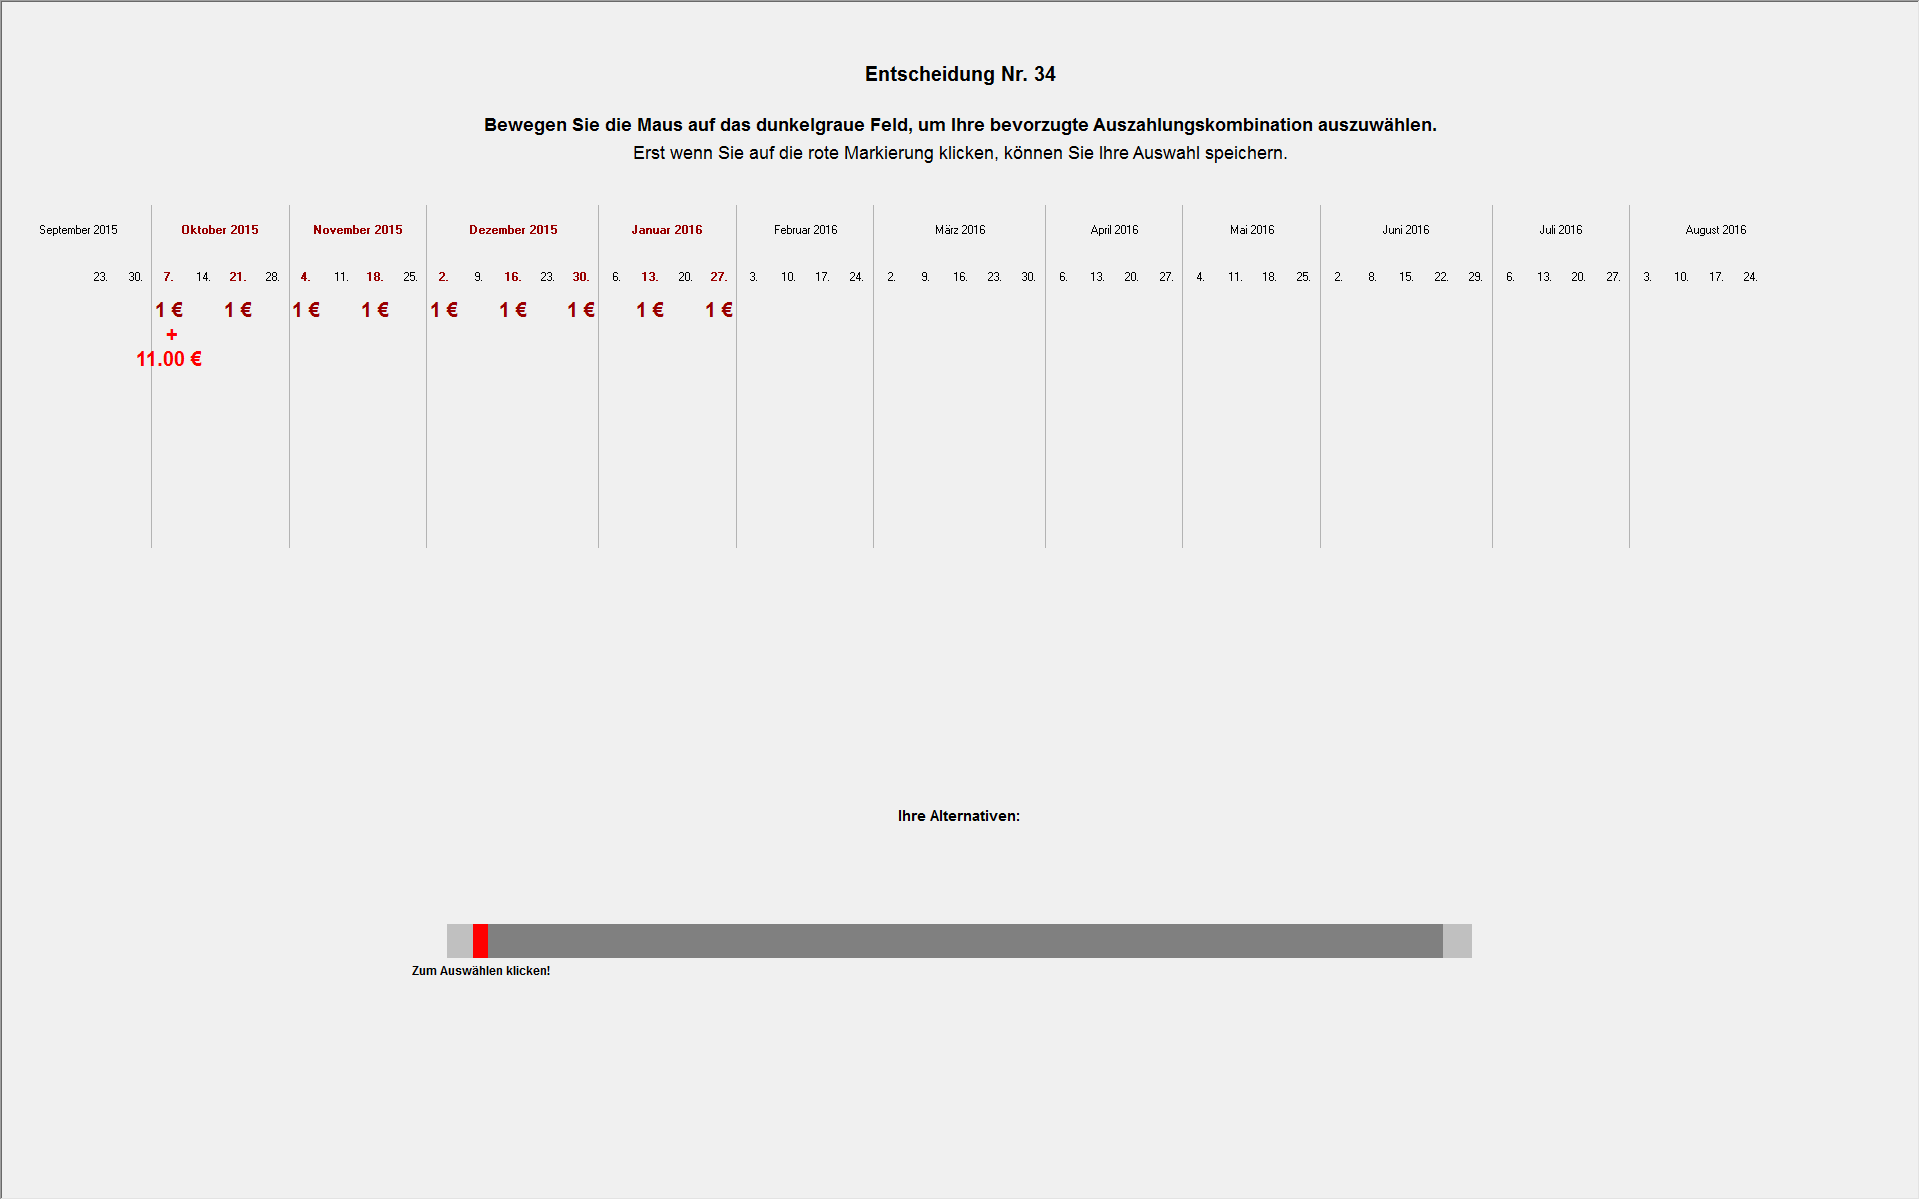 Entscheidung Nr. 34
Bewegen Sie die Maus auf das dunkelgraue Feld, um Ihre bevorzugte Auszahlungskombination auszuwählen.
Erst wenn Sie auf die rote Markierung klicken, können Sie Ihre Auswahl speichern.
September 2015 Oktober 2015 November 2015 Dezember 2015 Januar 2016 Februar 2016 März 2016 April 2016 Mai 2016 Juni 2016 Juli 2016 August 2016
23. 30. 7. 14. 21. 28. 4. 11. 18. 25. 2. 9. 16. 23. 30. 6. 13. 20. 27. 3. 10. 17. 24. 2. 9. 16. 23. 30. 6. 13. 20. 27. 4. 11. 18. 25. 2. 8. 15. 22. 29. 6. 13. 20. 27. 3. 10. 17. 24.
1 € 1 € 1 € 1 € 1 € 1 € 1 € 1 € 1 €
+
11.00 €
Ihre Alternativen:
Zum Auswählen klicken!